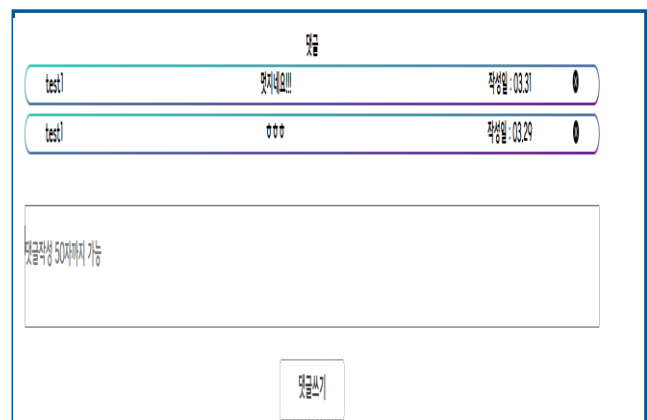 댓글
test1 멋지네요!!! 작성일 : 03.31
test1 ㅎㅎㅎ 작성일 : 03.29
댓글작성 50자까지 가능
댓글쓰기